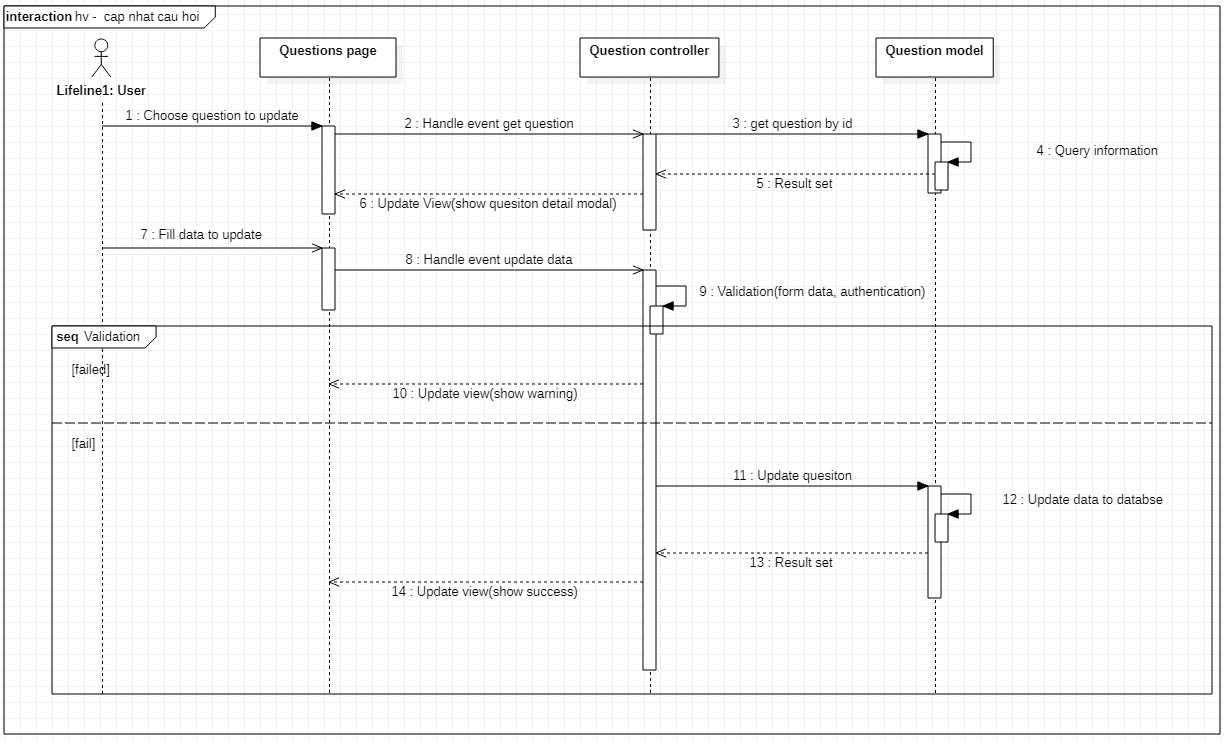 interaction hv - cap nhat cau hoi
Questions page
Question controller
Question model
Lifeline1: User
1 : Choose question to update
2 : Handle event get question
3 : get question by id
4 : Query information
5 : Result set
6 : Update View(show quesiton detail modal)
7 : Fill data to update
8 : Handle event update data
9 : Validation(form data, authentication)
seq Validation
[failed]
10 : Update view(show warning)
[fail]
11 : Update quesiton
12 : Update data to databse
13 : Result set
14 : Update view(show success)